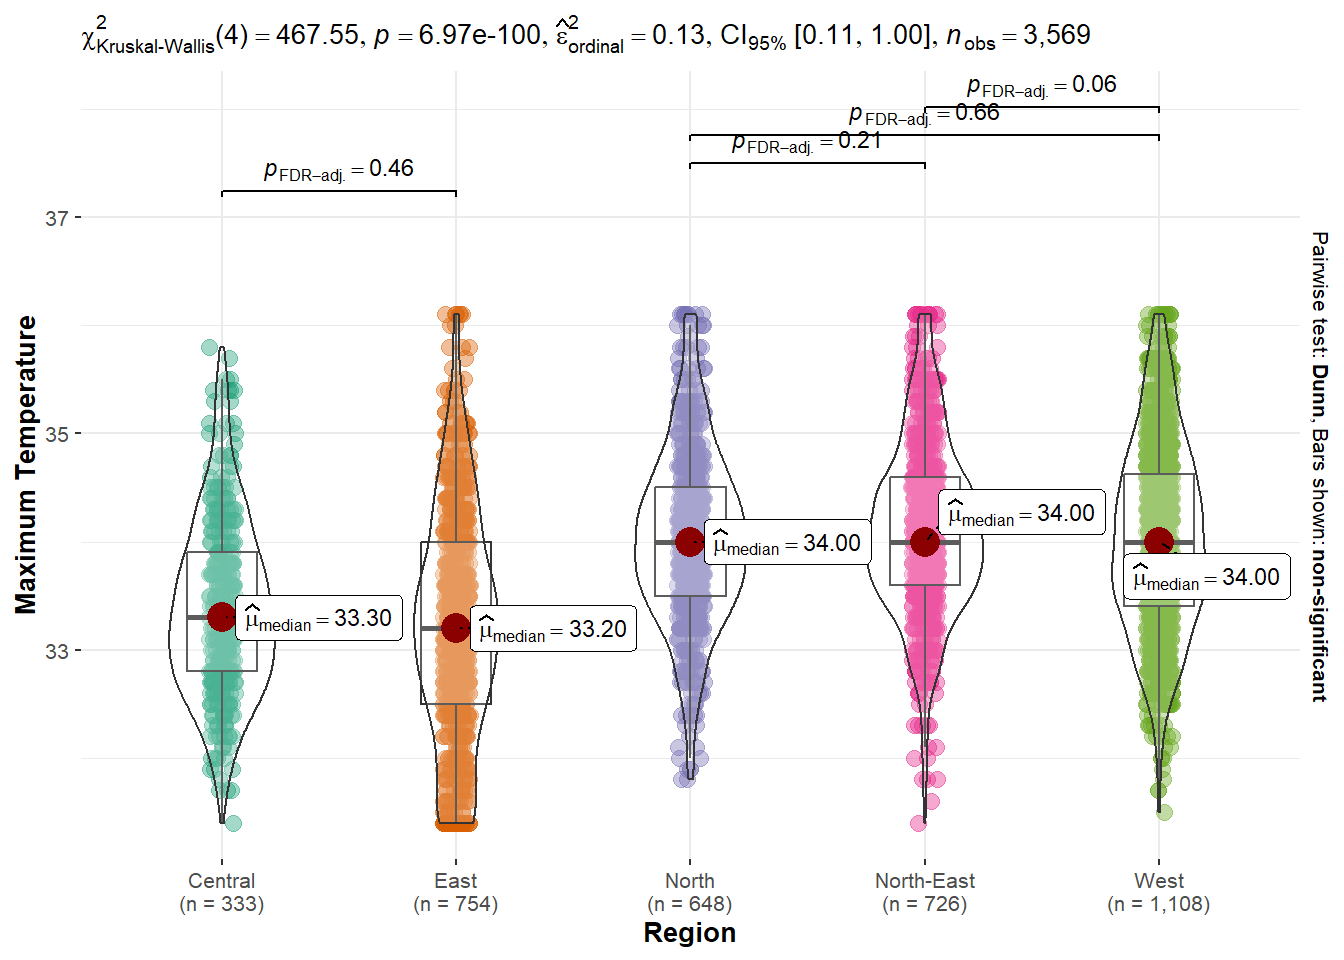 χ²Kruskal-Wallis(4) = 467.55, p = 6.97e-100, ε̂²ordinal = 0.13, CI95% [0.11, 1.00], nobs = 3,569
pFDR–adj. = 0.06
pFDR–adj. = 0.66
pFDR–adj. = 0.21
pFDR–adj. = 0.46
37
35
33
Maximum Temperature
μ̂median = 33.30
μ̂median = 33.20
μ̂median = 34.00
μ̂median = 34.00
μ̂median = 34.00
Pairwise test: Dunn, Bars shown: non-significant
Central
(n = 333)
East
(n = 754)
North
(n = 648)
North-East
(n = 726)
West
(n = 1,108)
Region